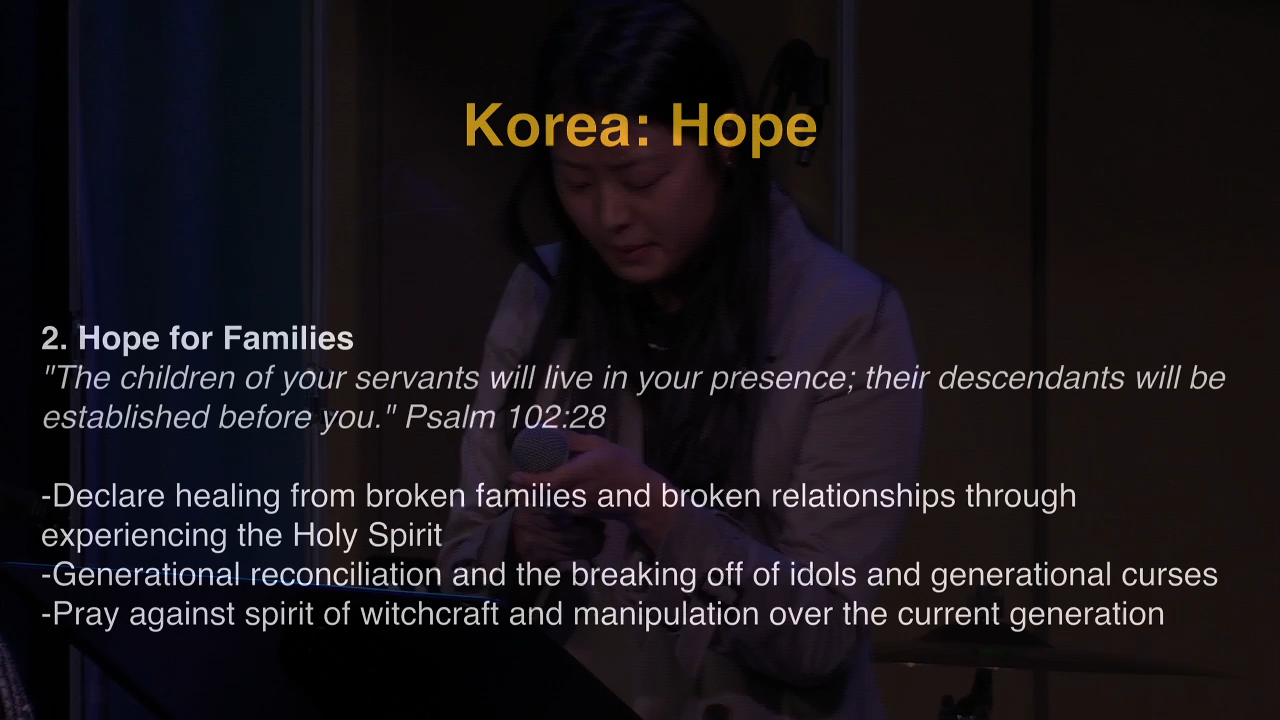 Korea: Hope
2. Hope for Families
"The children of your servants will live in your presence; their descendants will be
established before you." Psalm 102:28
-Declare healing from broken families and broken relationships through
experiencing the Holy Spirit
-Generational reconciliation and the breaking off of idols and generational curses
-Pray against spirit of witchcraft and manipulation over the current generation